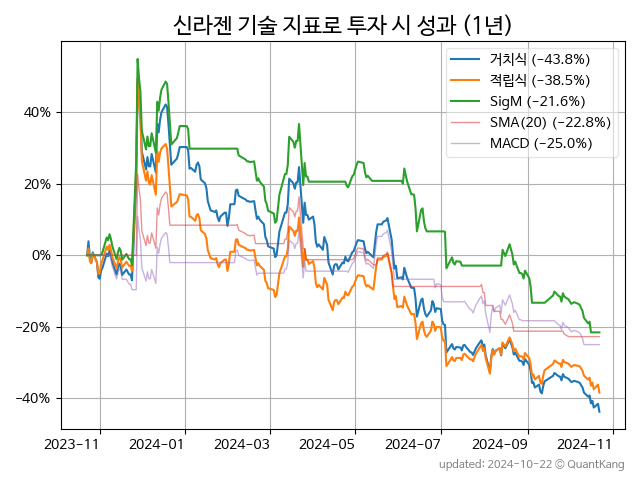 신라젠 기술 지표로 투자 시 성과 (1년)
거치식 (−43.8%)
적립식 (−38.5%)
SigM (−21.6%)
SMA(20) (−22.8%)
MACD (−25.0%)
40%
20%
0%
−20%
−40%
2023−11 2024−01 2024−03 2024−05 2024−07 2024−09 2024−11
updated: 2024-10-22 © QuantKang